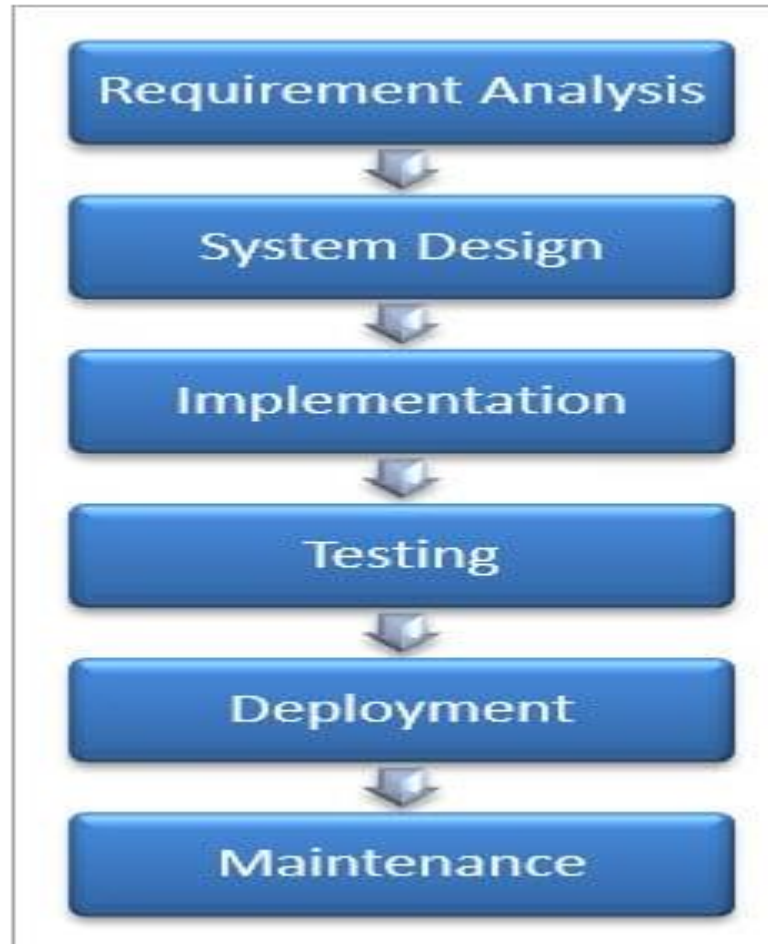 Requirement Analysis
System Design
Implementation
Testing
Deployment
Maintenance